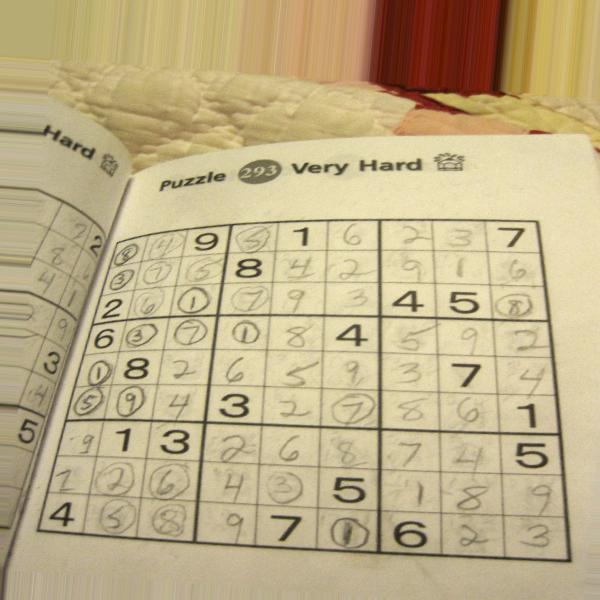 Hard
Puzzle 293 Very Hard
8 4 9 5 1 6 2 3 7
3 7 5 8 4 2 9 1 6
2 6 1 7 9 3 4 5 8
6 3 7 1 8 4 5 9 2
1 8 2 6 5 9 3 7 4
5 9 4 3 2 7 8 6 1
9 1 3 2 6 8 7 4 5
7 2 6 4 3 5 1 8 9
4 5 8 9 7 1 6 2 3